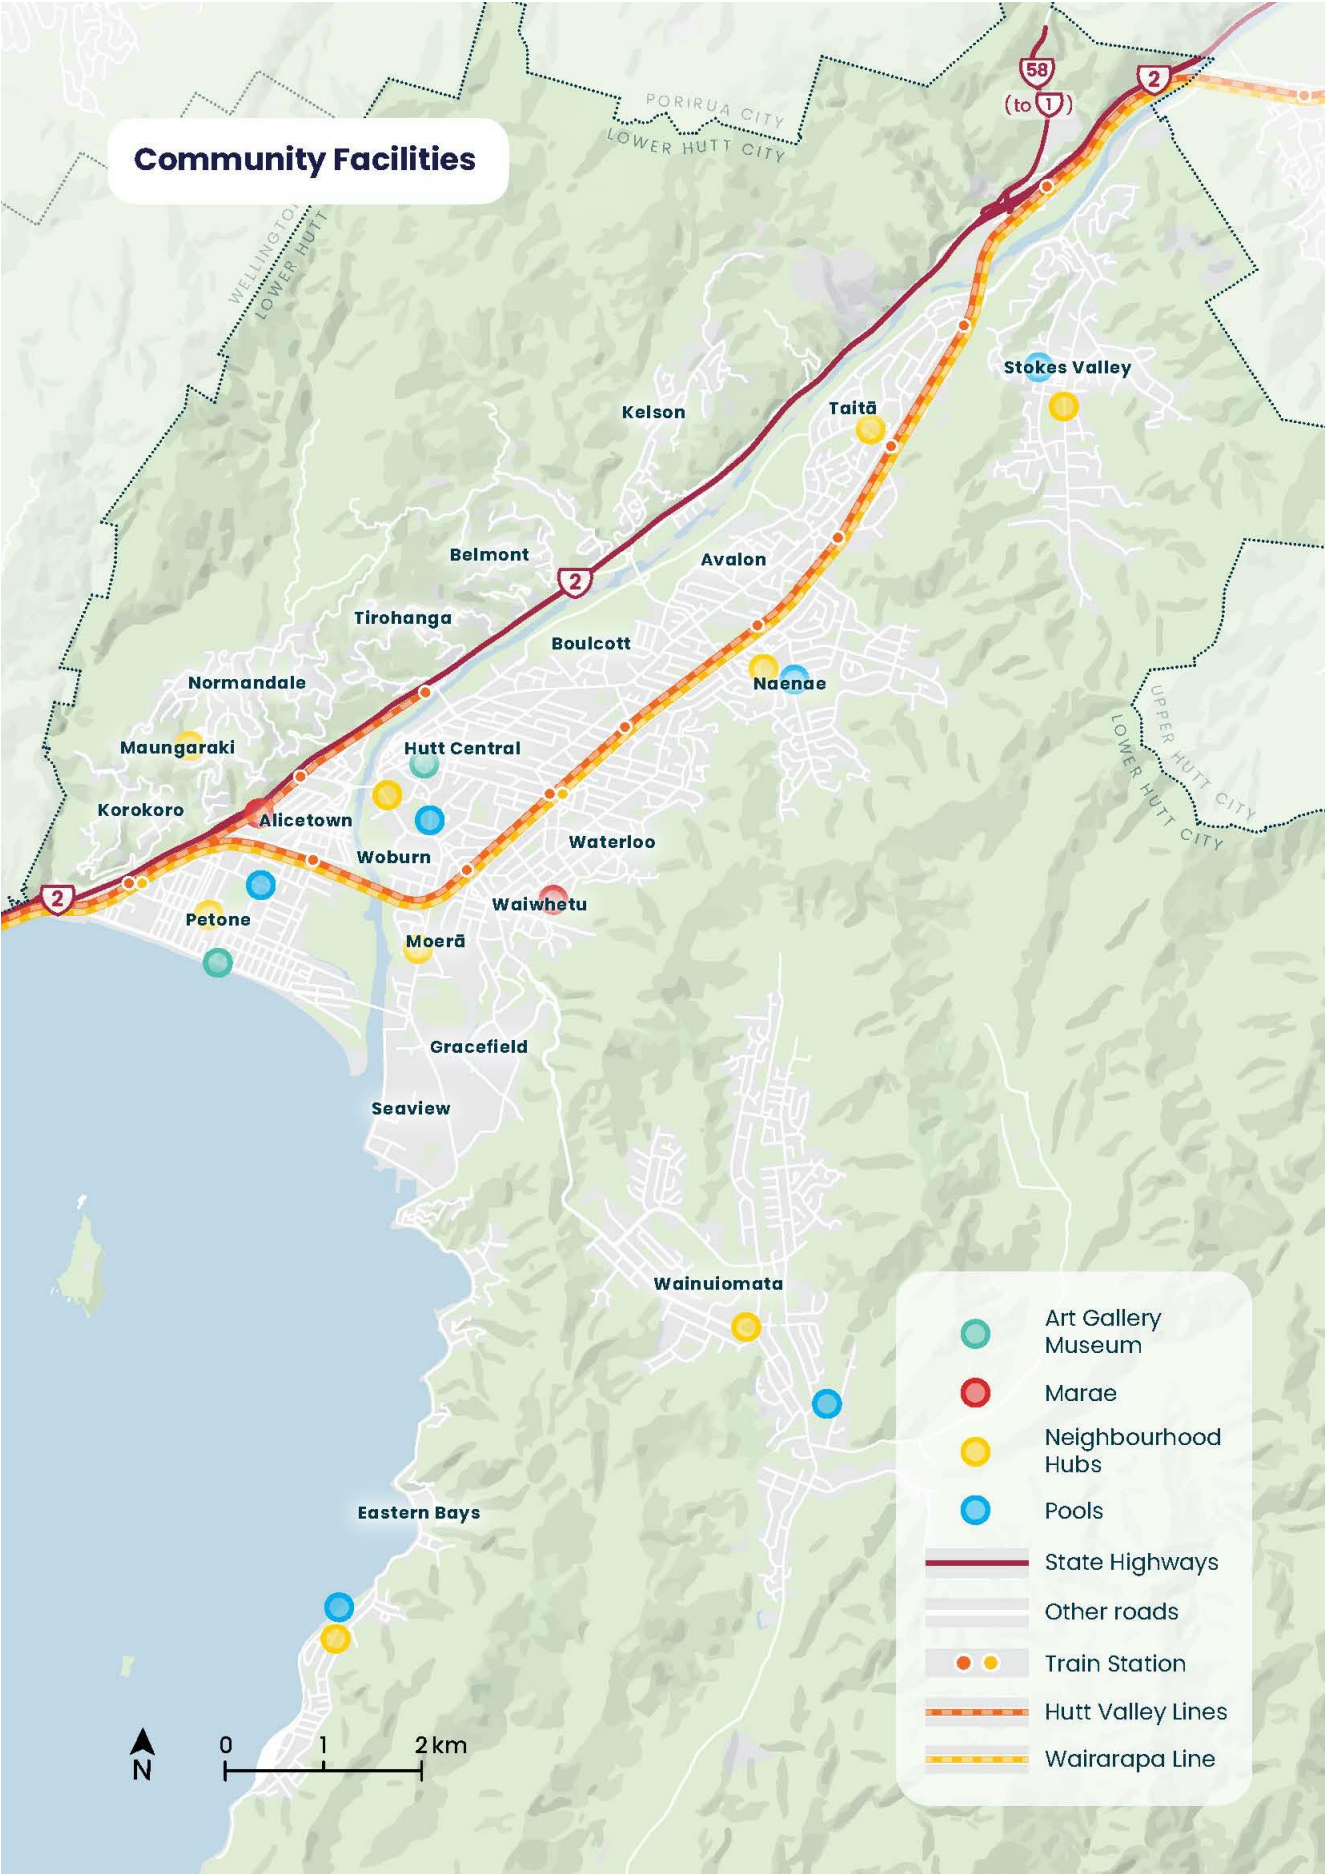 58
2
(to 1)
PORIRUA CITY
LOWER HUTT CITY
Community Facilities
WELLINGTON
LOWER HUTT
Stokes Valley
Kelson
Taitā
Belmont
Avalon
2
Tirohanga
Boulcott
Normandale
Naenae
UPPER HUTT CITY
LOWER HUTT CITY
Maungaraki
Hutt Central
Korokoro
Alicetown
Waterloo
Woburn
2
Waiwhetu
Petone
Moerā
Gracefield
Seaview
Wainuiomata
Eastern Bays
Art Gallery
Museum
Marae
Neighbourhood
Hubs
Pools
State Highways
Other roads
Train Station
Hutt Valley Lines
Wairarapa Line
N
0 1 2 km